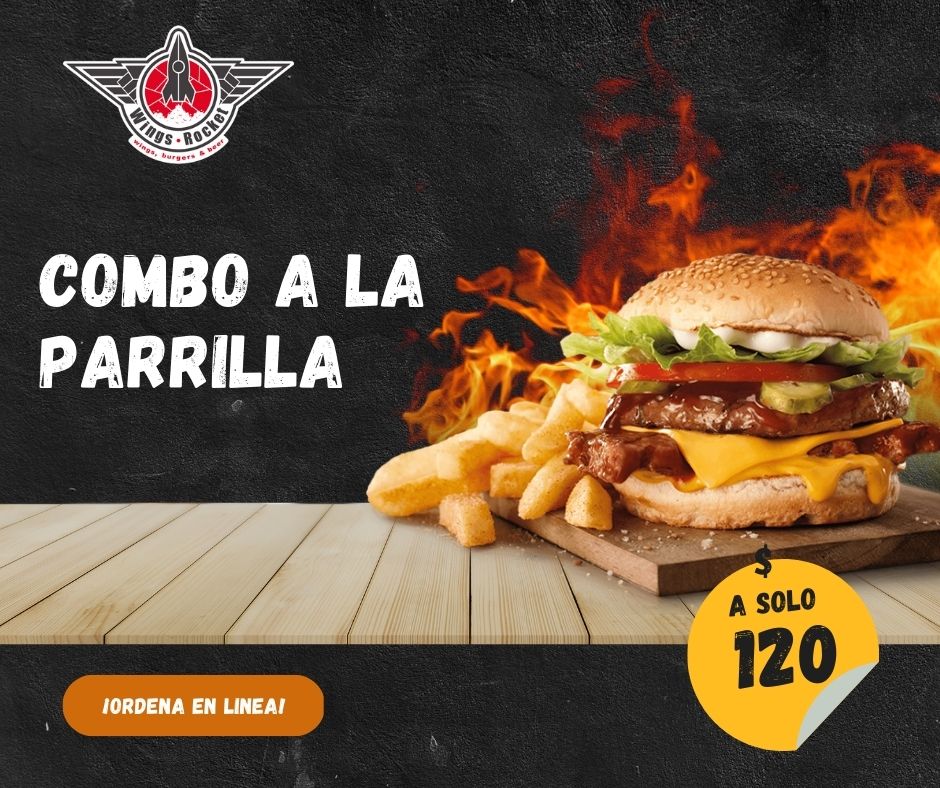 Wings • Rocket
wings, burgers & beer
COMBO A LA
PARRILLA
$
A SOLO
120
¡ORDENA EN LINEA¡